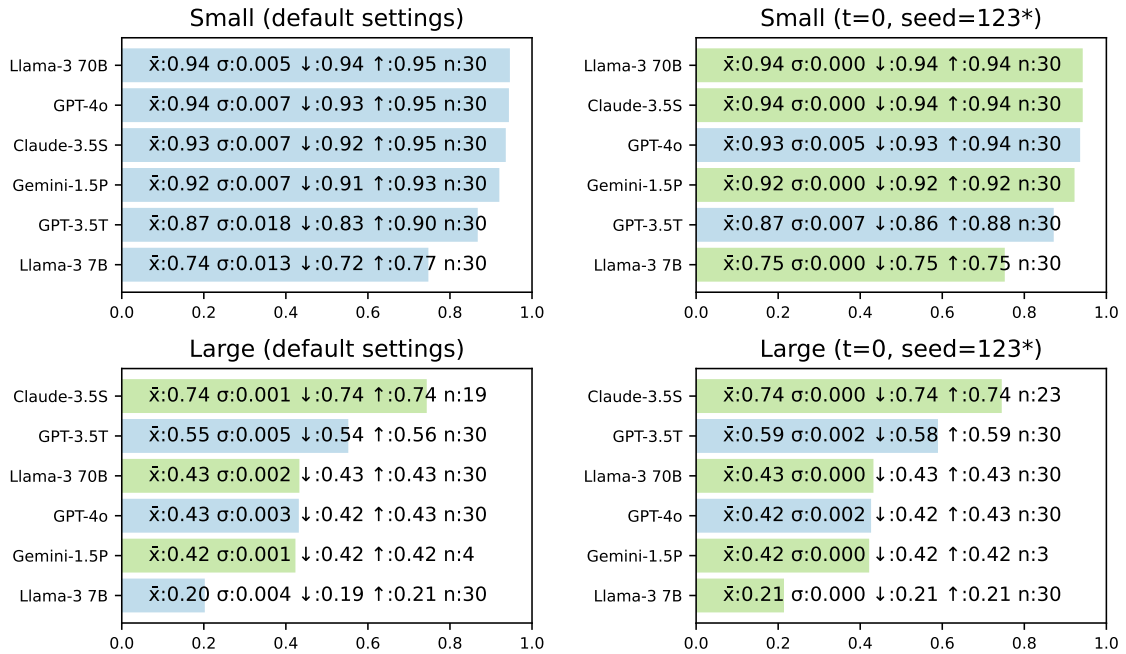 Small (default settings)
Llama-3 70B x̄:0.94 σ:0.005 ↓:0.94 ↑:0.95 n:30
GPT-4o x̄:0.94 σ:0.007 ↓:0.93 ↑:0.95 n:30
Claude-3.5S x̄:0.93 σ:0.007 ↓:0.92 ↑:0.95 n:30
Gemini-1.5P x̄:0.92 σ:0.007 ↓:0.91 ↑:0.93 n:30
GPT-3.5T x̄:0.87 σ:0.018 ↓:0.83 ↑:0.90 n:30
Llama-3 7B x̄:0.74 σ:0.013 ↓:0.72 ↑:0.77 n:30
0.0 0.2 0.4 0.6 0.8 1.0
Small (t=0, seed=123*)
Llama-3 70B x̄:0.94 σ:0.000 ↓:0.94 ↑:0.94 n:30
Claude-3.5S x̄:0.94 σ:0.000 ↓:0.94 ↑:0.94 n:30
GPT-4o x̄:0.93 σ:0.005 ↓:0.93 ↑:0.94 n:30
Gemini-1.5P x̄:0.92 σ:0.000 ↓:0.92 ↑:0.92 n:30
GPT-3.5T x̄:0.87 σ:0.007 ↓:0.86 ↑:0.88 n:30
Llama-3 7B x̄:0.75 σ:0.000 ↓:0.75 ↑:0.75 n:30
0.0 0.2 0.4 0.6 0.8 1.0
Large (default settings)
Claude-3.5S x̄:0.74 σ:0.001 ↓:0.74 ↑:0.74 n:19
GPT-3.5T x̄:0.55 σ:0.005 ↓:0.54 ↑:0.56 n:30
Llama-3 70B x̄:0.43 σ:0.002 ↓:0.43 ↑:0.43 n:30
GPT-4o x̄:0.43 σ:0.003 ↓:0.42 ↑:0.43 n:30
Gemini-1.5P x̄:0.42 σ:0.001 ↓:0.42 ↑:0.42 n:4
Llama-3 7B x̄:0.20 σ:0.004 ↓:0.19 ↑:0.21 n:30
0.0 0.2 0.4 0.6 0.8 1.0
Large (t=0, seed=123*)
Claude-3.5S x̄:0.74 σ:0.000 ↓:0.74 ↑:0.74 n:23
GPT-3.5T x̄:0.59 σ:0.002 ↓:0.58 ↑:0.59 n:30
Llama-3 70B x̄:0.43 σ:0.000 ↓:0.43 ↑:0.43 n:30
GPT-4o x̄:0.42 σ:0.002 ↓:0.42 ↑:0.43 n:30
Gemini-1.5P x̄:0.42 σ:0.000 ↓:0.42 ↑:0.42 n:3
Llama-3 7B x̄:0.21 σ:0.000 ↓:0.21 ↑:0.21 n:30
0.0 0.2 0.4 0.6 0.8 1.0